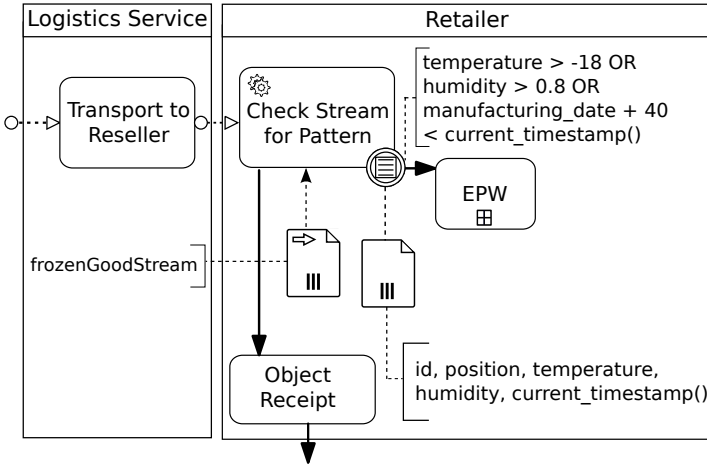 Logistics Service
Retailer
Transport to
Reseller
Check Stream
for Pattern
temperature > -18 OR
humidity > 0.8 OR
manufacturing_date + 40
< current_timestamp()
EPW
frozenGoodStream
Object
Receipt
id, position, temperature,
humidity, current_timestamp()